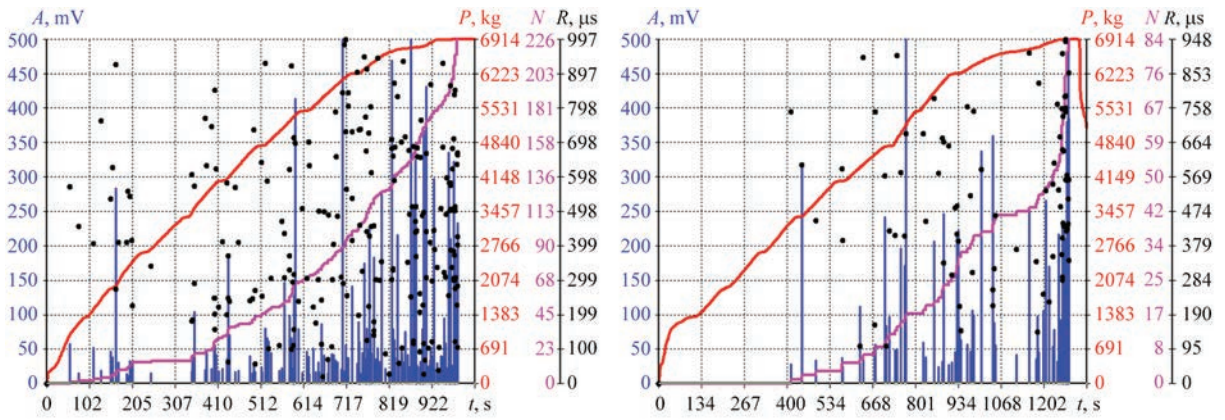 A, mV P, kg N R, μs
500 6914 226 997
450 6223 203 897
400 5531 181 798
350 4840 158 698
300 4148 136 598
250 3457 113 498
200 2766 90 399
150 2074 68 299
100 1383 45 199
50 691 23 100
0 0 0 0
0 102 205 307 410 512 614 717 819 922 t, s
A, mV P, kg N R, μs
500 6914 84 948
450 6223 76 853
400 5531 67 758
350 4840 59 664
300 4149 50 569
250 3457 42 474
200 2766 34 379
150 2074 25 284
100 1383 17 190
50 691 8 95
0 0 0 0
0 134 267 400 534 668 801 934 1068 1202 t, s